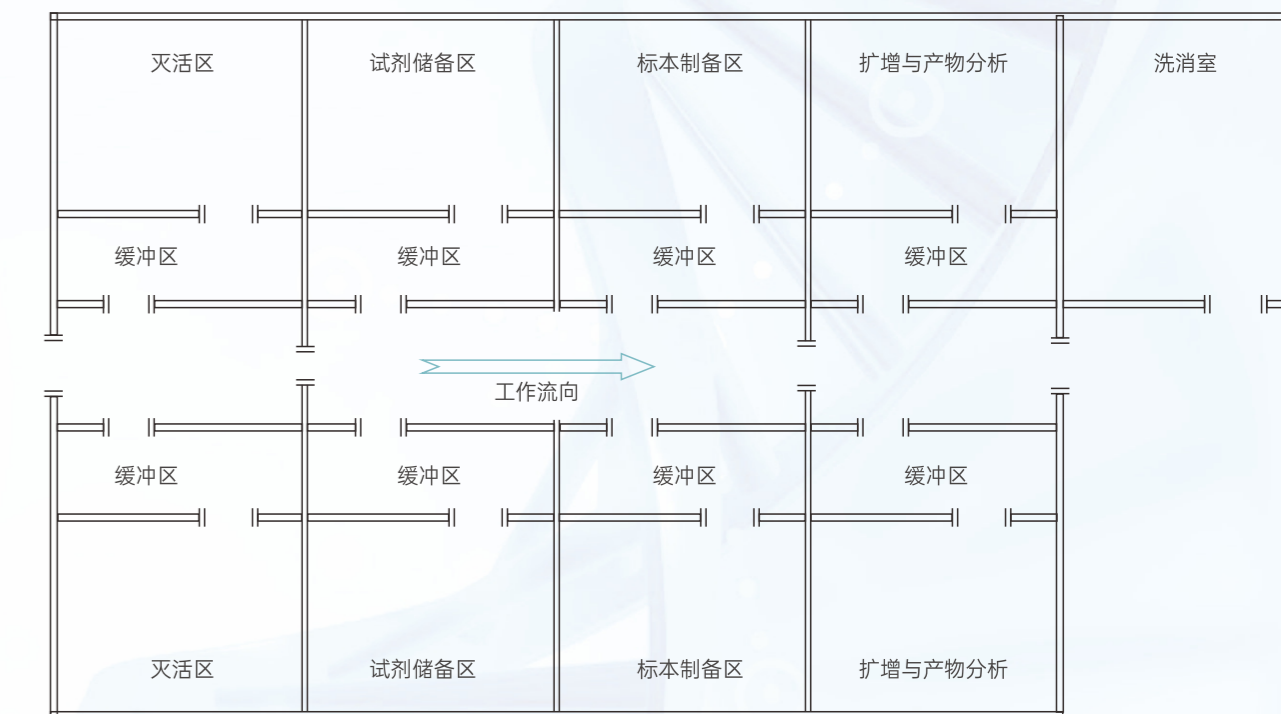 灭活区
试剂储备区
标本制备区
扩增与产物分析
洗消室
缓冲区
缓冲区
缓冲区
缓冲区
工作流向
缓冲区
缓冲区
缓冲区
缓冲区
灭活区
试剂储备区
标本制备区
扩增与产物分析